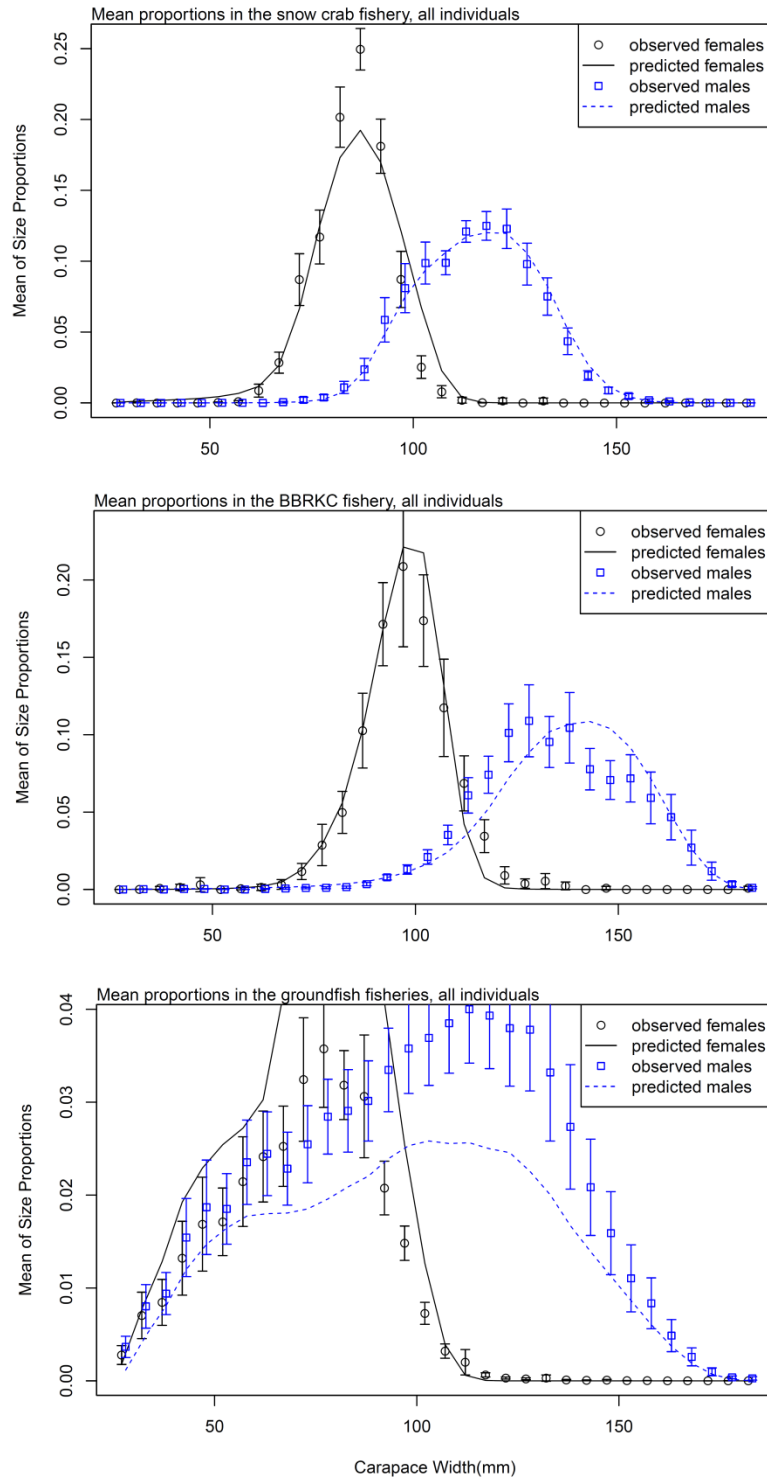 Mean proportions in the snow crab fishery, all individuals
observed females
predicted females
observed males
predicted males
Mean of Size Proportions
0.25
0.20
0.15
0.10
0.05
0.00
50
100
150
Mean proportions in the BBRKC fishery, all individuals
observed females
predicted females
observed males
predicted males
Mean of Size Proportions
0.20
0.15
0.10
0.05
0.00
50
100
150
Mean proportions in the groundfish fisheries, all individuals
observed females
predicted females
observed males
predicted males
Mean of Size Proportions
0.04
0.03
0.02
0.01
0.00
50
100
150
Carapace Width(mm)